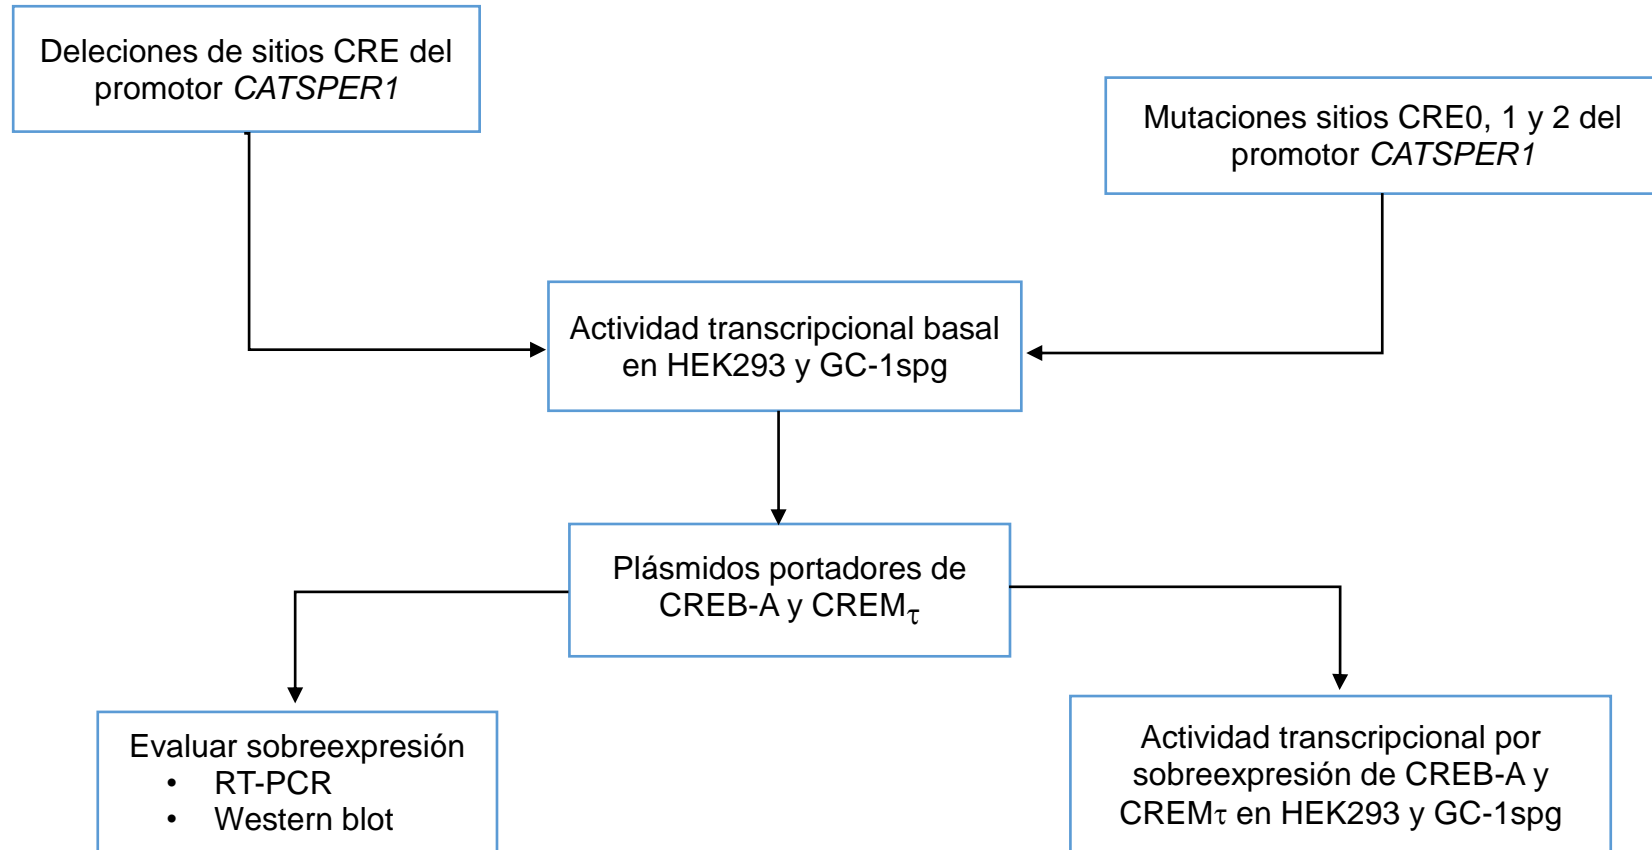 Deleciones de sitios CRE del
promotor CATSPER1
Mutaciones sitios CRE0, 1 y 2 del
promotor CATSPER1
Actividad transcripcional basal
en HEK293 y GC-1spg
Plásmidos portadores de
CREB-A y CREMτ
Evaluar sobreexpresión
• RT-PCR
• Western blot
Actividad transcripcional por
sobreexpresión de CREB-A y
CREMτ en HEK293 y GC-1spg